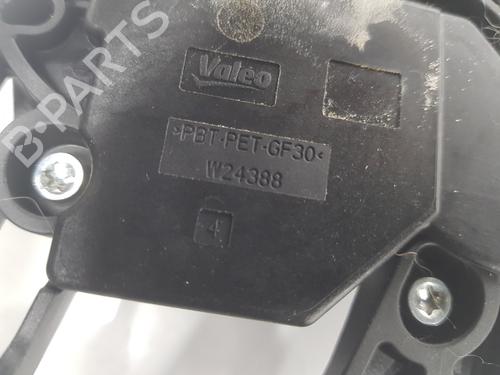 B-PARTS
Valeo
>PBT-PET-GF30<
W24388
4